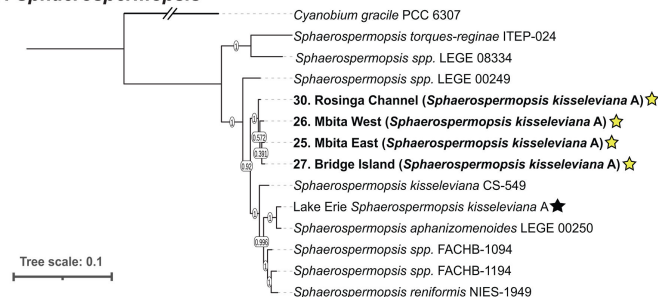 Sphaerospermopsis
Cyanobium gracile PCC 6307
Sphaerospermopsis torques-reginae ITEP-024
Sphaerospermopsis spp. LEGE 08334
Sphaerospermopsis spp. LEGE 00249
30. Rosinga Channel (Sphaerospermopsis kisseleviana A)
26. Mbita West (Sphaerospermopsis kisseleviana A)
25. Mbita East (Sphaerospermopsis kisseleviana A)
27. Bridge Island (Sphaerospermopsis kisseleviana A)
Sphaerospermopsis kisseleviana CS-549
Lake Erie Sphaerospermopsis kisseleviana A
Sphaerospermopsis aphanizomenoides LEGE 00250
Sphaerospermopsis spp. FACHB-1094
Sphaerospermopsis spp. FACHB-1194
Sphaerospermopsis reniformis NIES-1949
1
1
1
0.572
0.391
0.92
1
0.996
1
1
Tree scale: 0.1